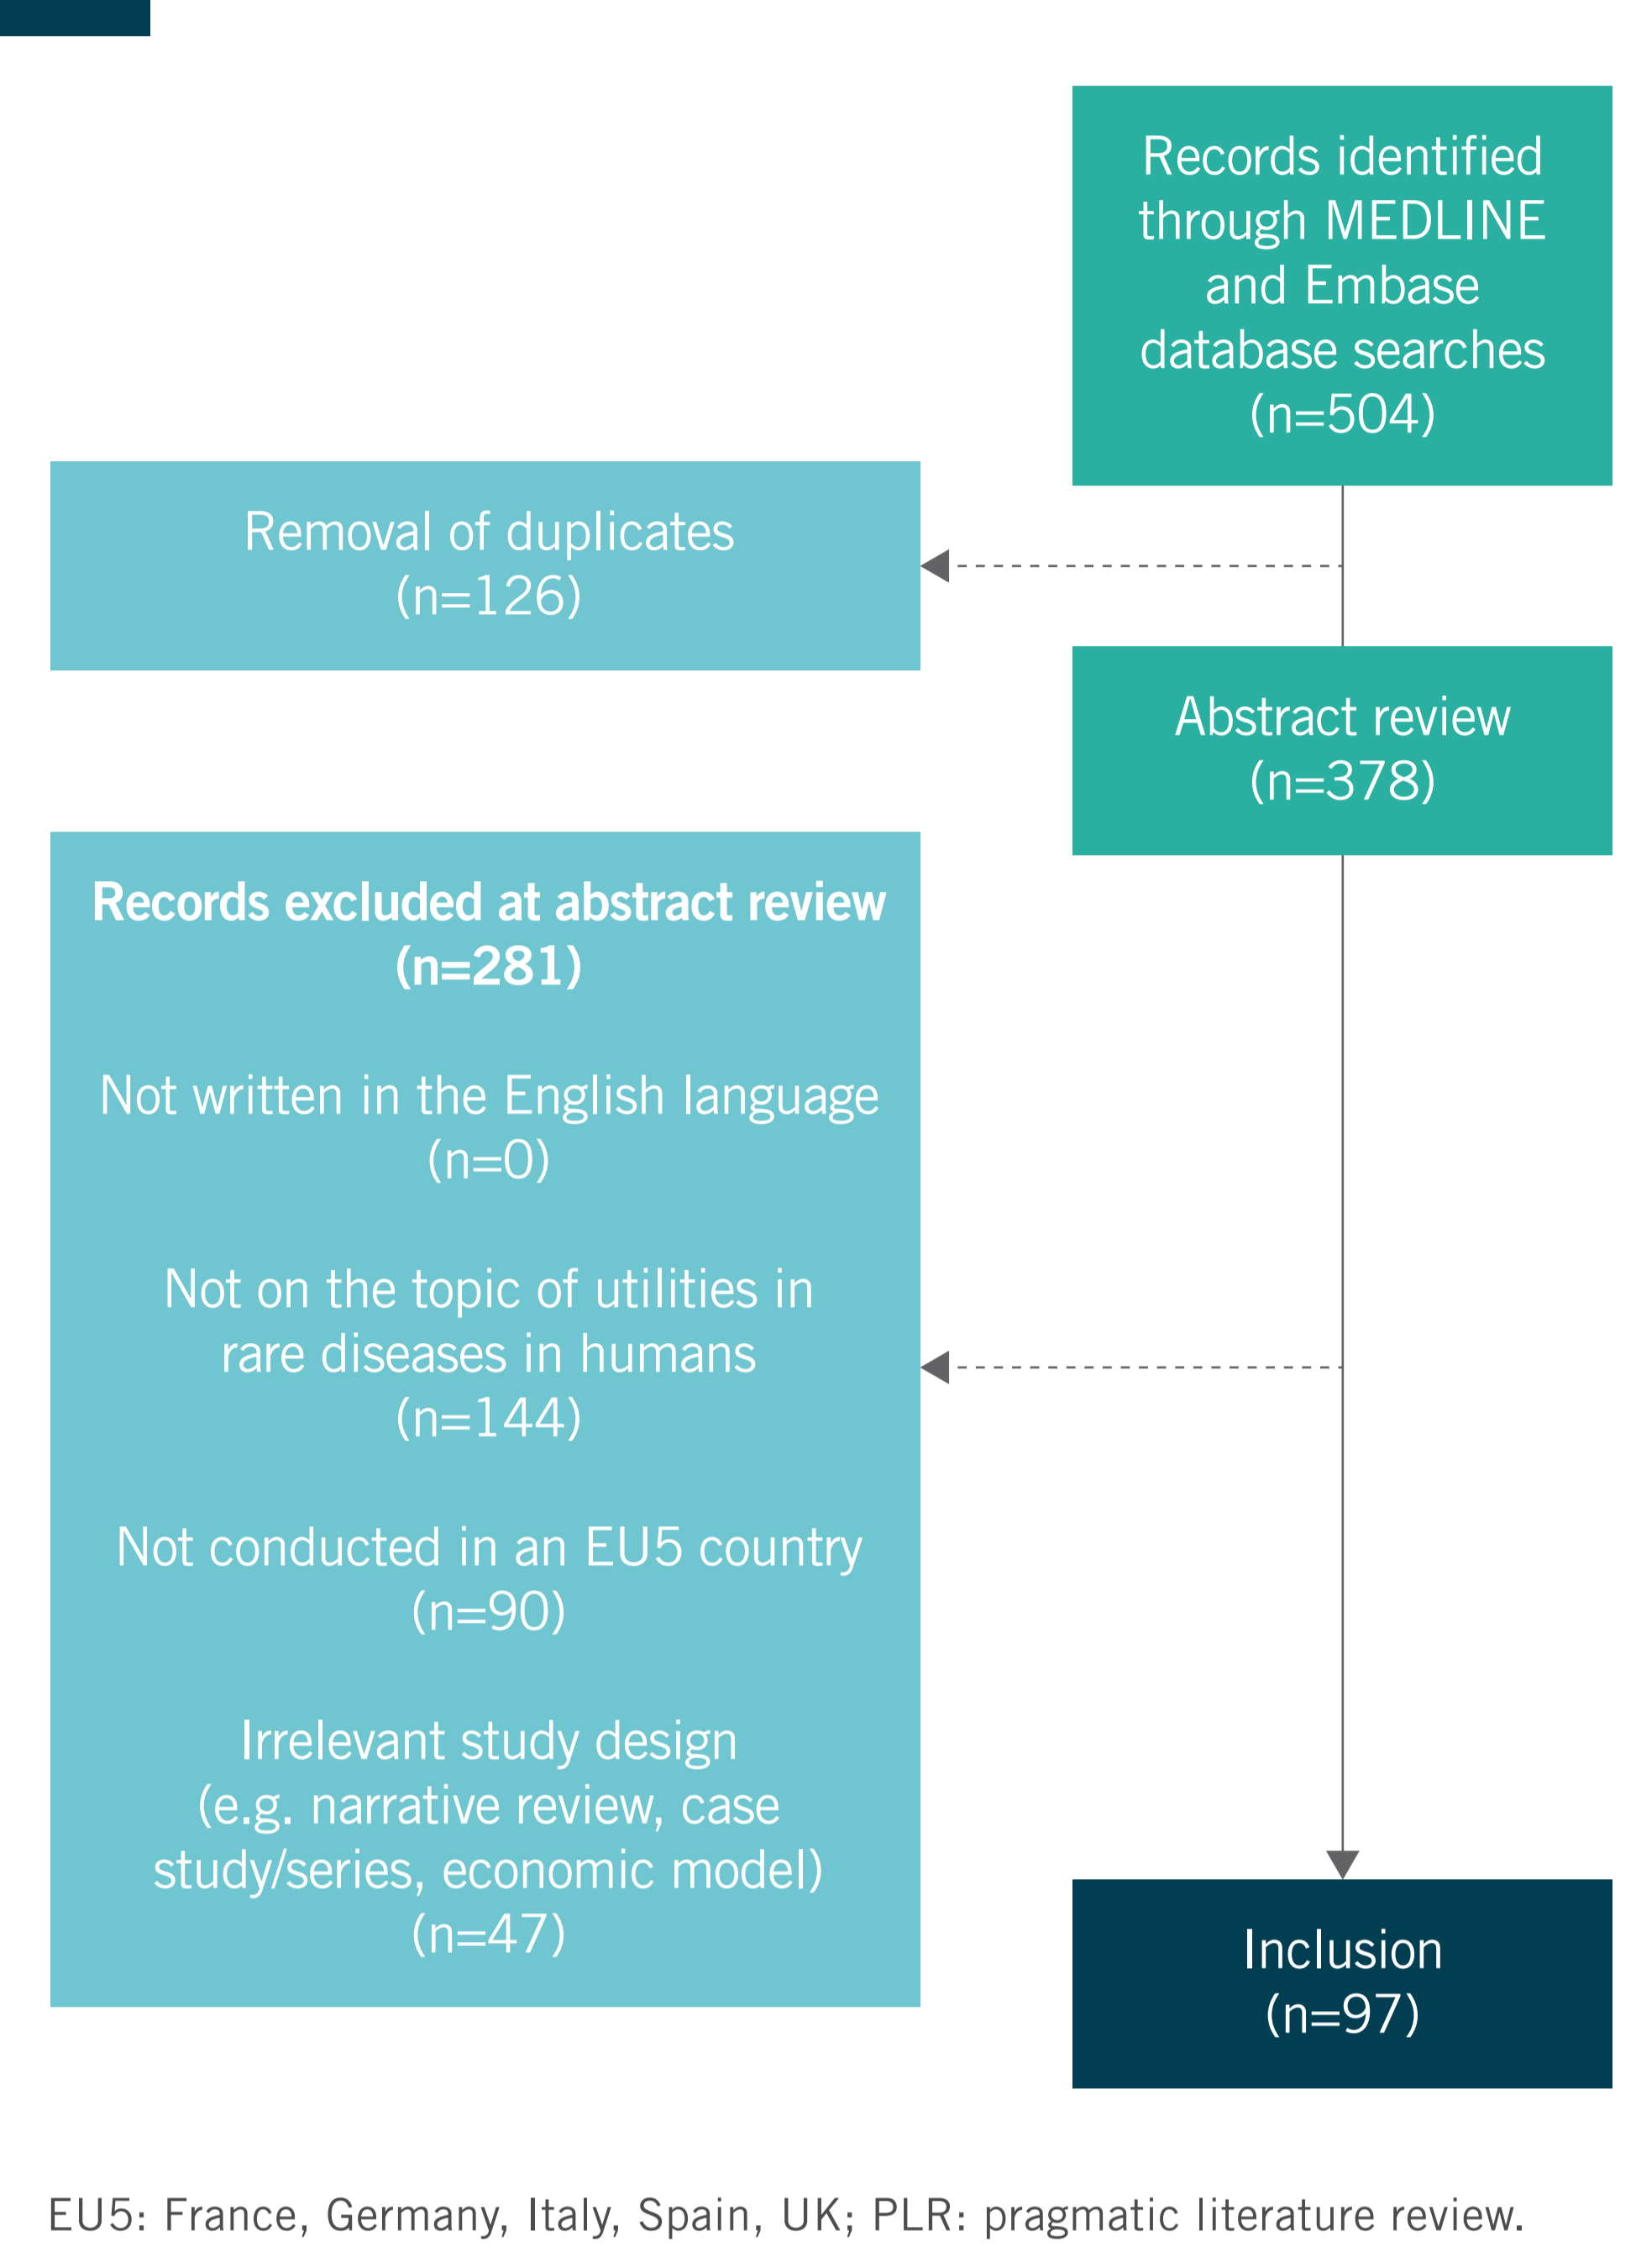 Records identified
through MEDLINE
and Embase
database searches
(n=504)
Removal of duplicates
(n=126)
Abstract review
(n=378)
Records excluded at abstract review
(n=281)
Not written in the English language
(n=0)
Not on the topic of utilities in
rare diseases in humans
(n=144)
Not conducted in an EU5 country
(n=90)
Irrelevant study design
(e.g. narrative review, case
study/series, economic model)
(n=47)
Inclusion
(n=97)
EU5: France, Germany, Italy, Spain, UK; PLR: pragmatic literature review.